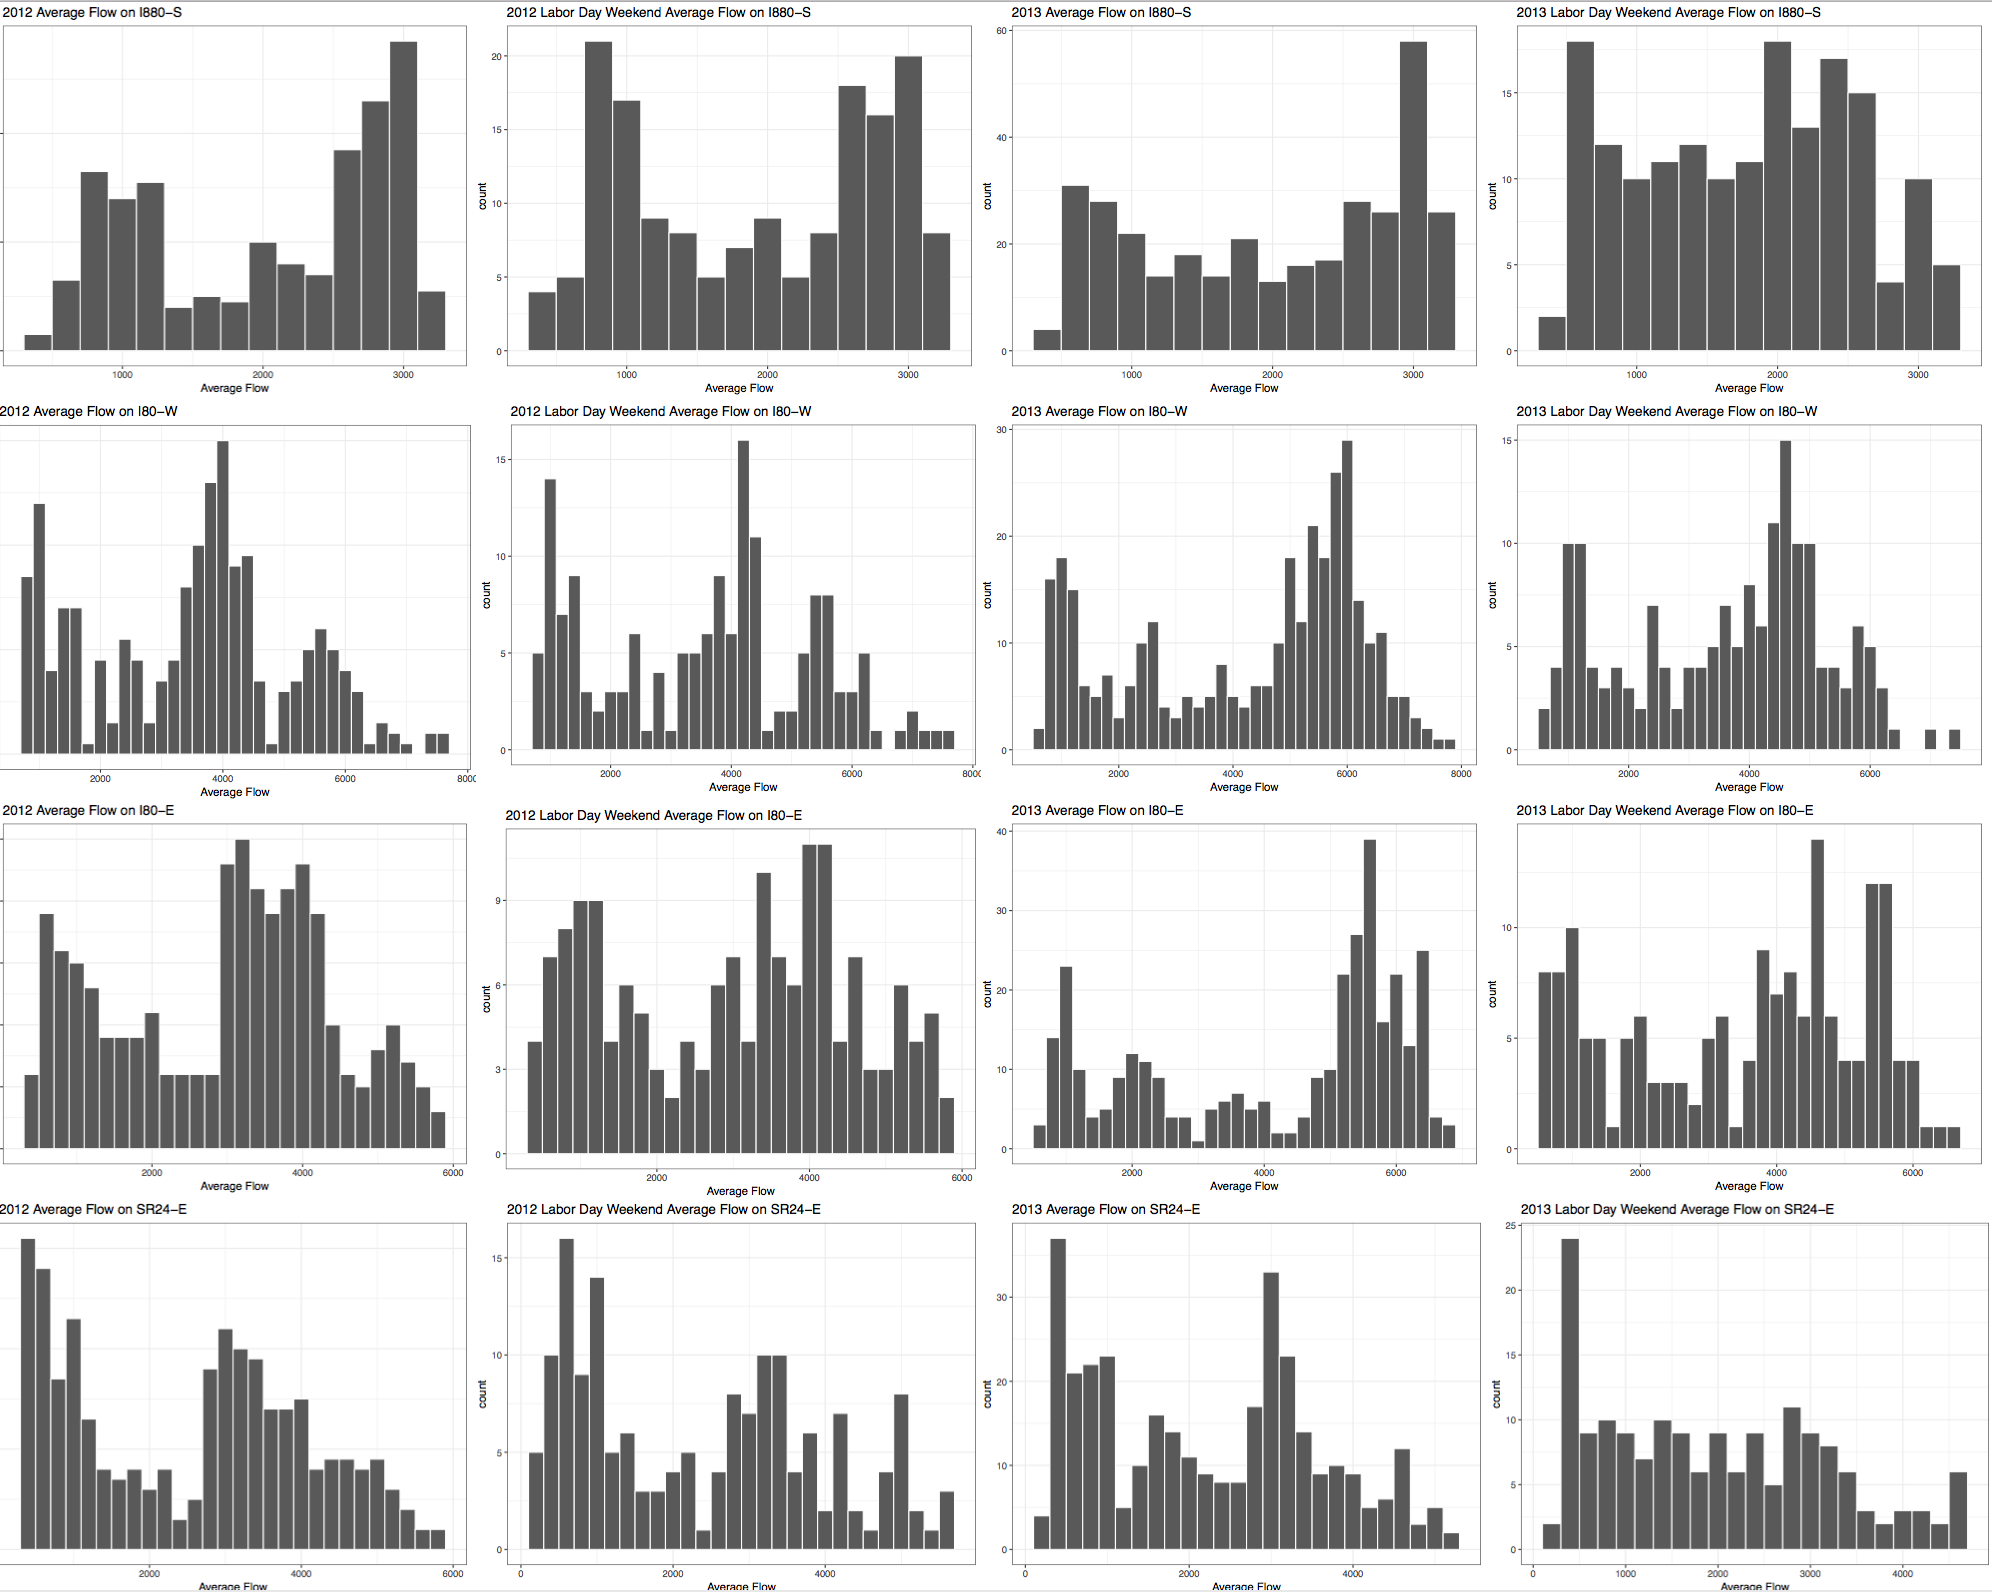 2012 Average Flow on I880-S
1000 2000 3000
Average Flow
2012 Labor Day Weekend Average Flow on I880-S
count
20
15
10
5
0
1000 2000 3000
Average Flow
2013 Average Flow on I880-S
count
60
40
20
0
1000 2000 3000
Average Flow
2013 Labor Day Weekend Average Flow on I880-S
count
15
10
5
0
1000 2000 3000
Average Flow
2012 Average Flow on I80-W
2000 4000 6000 8000
Average Flow
2012 Labor Day Weekend Average Flow on I80-W
count
15
10
5
0
2000 4000 6000 8000
Average Flow
2013 Average Flow on I80-W
count
30
20
10
0
2000 4000 6000 8000
Average Flow
2013 Labor Day Weekend Average Flow on I80-W
count
15
10
5
0
2000 4000 6000
Average Flow
2012 Average Flow on I80-E
2000 4000 6000
Average Flow
2012 Labor Day Weekend Average Flow on I80-E
count
9
6
3
0
2000 4000 6000
Average Flow
2013 Average Flow on I80-E
count
40
30
20
10
0
2000 4000 6000
Average Flow
2013 Labor Day Weekend Average Flow on I80-E
count
10
5
0
2000 4000 6000
Average Flow
2012 Average Flow on SR24-E
2000 4000 6000
Average Flow
2012 Labor Day Weekend Average Flow on SR24-E
count
15
10
5
0
0 2000 4000
Average Flow
2013 Average Flow on SR24-E
count
30
20
10
0
0 2000 4000
Average Flow
2013 Labor Day Weekend Average Flow on SR24-E
count
25
20
15
10
5
0
0 1000 2000 3000 4000
Average Flow